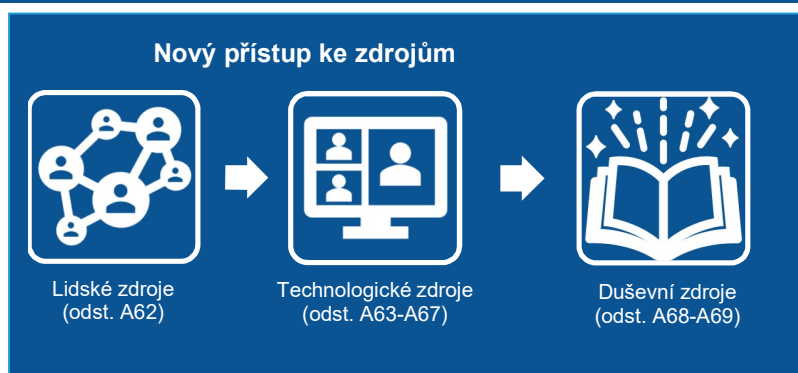 Nový přístup ke zdrojům
Lidské zdroje
(odst. A62)
Technologické zdroje
(odst. A63-A67)
Duševní zdroje
(odst. A68-A69)